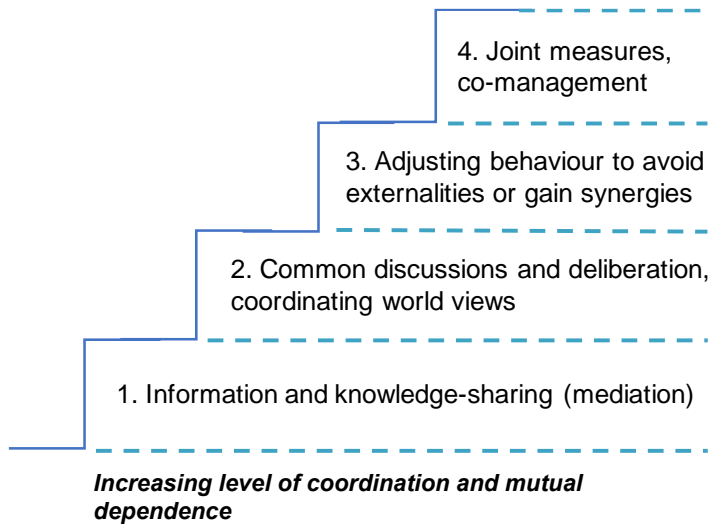 4. Joint measures,
co-management
3. Adjusting behaviour to avoid
externalities or gain synergies
2. Common discussions and deliberation,
coordinating world views
1. Information and knowledge-sharing (mediation)
Increasing level of coordination and mutual
dependence